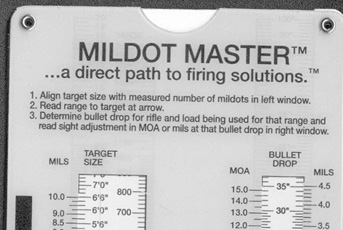 MILDOT MASTER™
...a direct path to firing solutions.™
1. Align target size with measured number of mildots in left window.
2. Read range to target at arrow.
3. Determine bullet drop for rifle and load being used for that range and
read sight adjustment in MOA or mils at that bullet drop in right window.
MILS TARGET SIZE
MOA BULLET DROP MILS
7'0" 800
10.0 6'6"
9.0 6'0" 700
8.5 5'6"
15.0 35" 4.5
14.0 4.0
13.0 30"
12.0 3.5